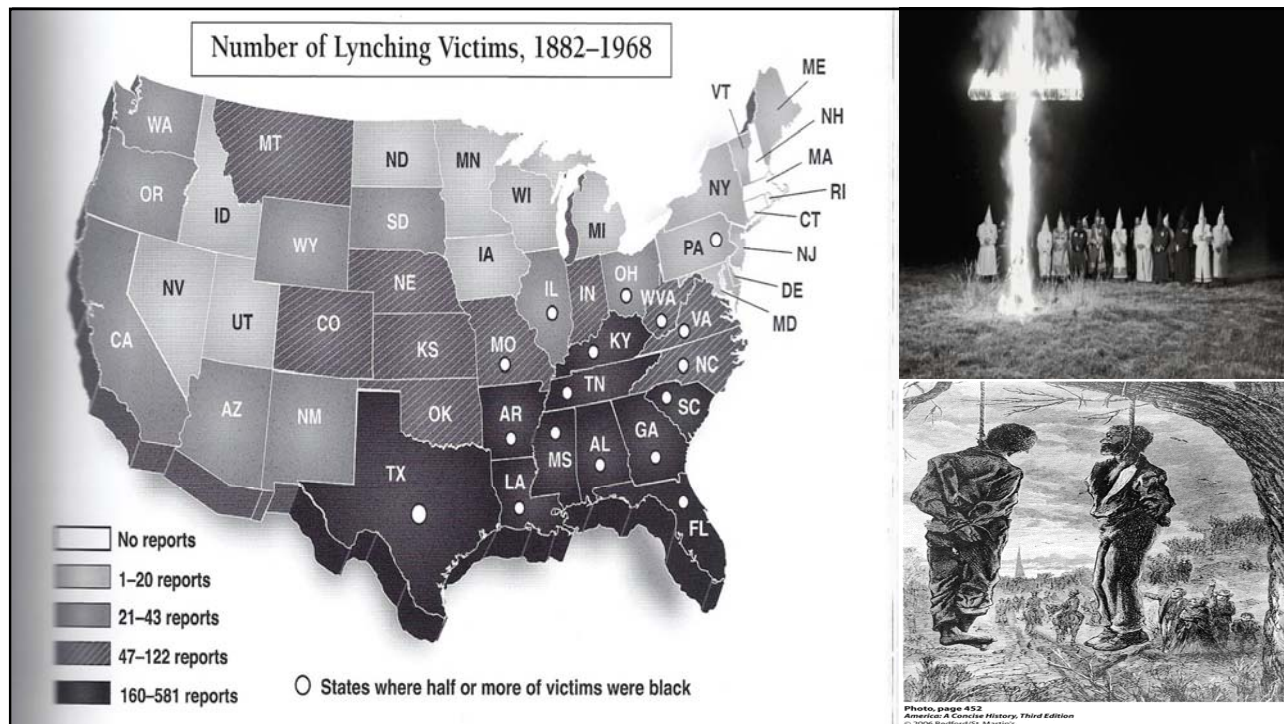 Number of Lynching Victims, 1882–1968
WA
OR
CA
NV
ID
MT
WY
UT
AZ
CO
NM
ND
SD
NE
KS
OK
TX
MN
IA
MO
AR
LA
WI
IL
MI
IN
OH
KY
TN
MS
AL
GA
FL
SC
NC
VA
WVA
PA
NY
VT
ME
NH
MA
RI
CT
NJ
DE
MD
No reports
1–20 reports
21–43 reports
47–122 reports
160–581 reports
States where half or more of victims were black
Photo, page 452
America: A Concise History, Third Edition
© 2006 Bedford/St. Martin's